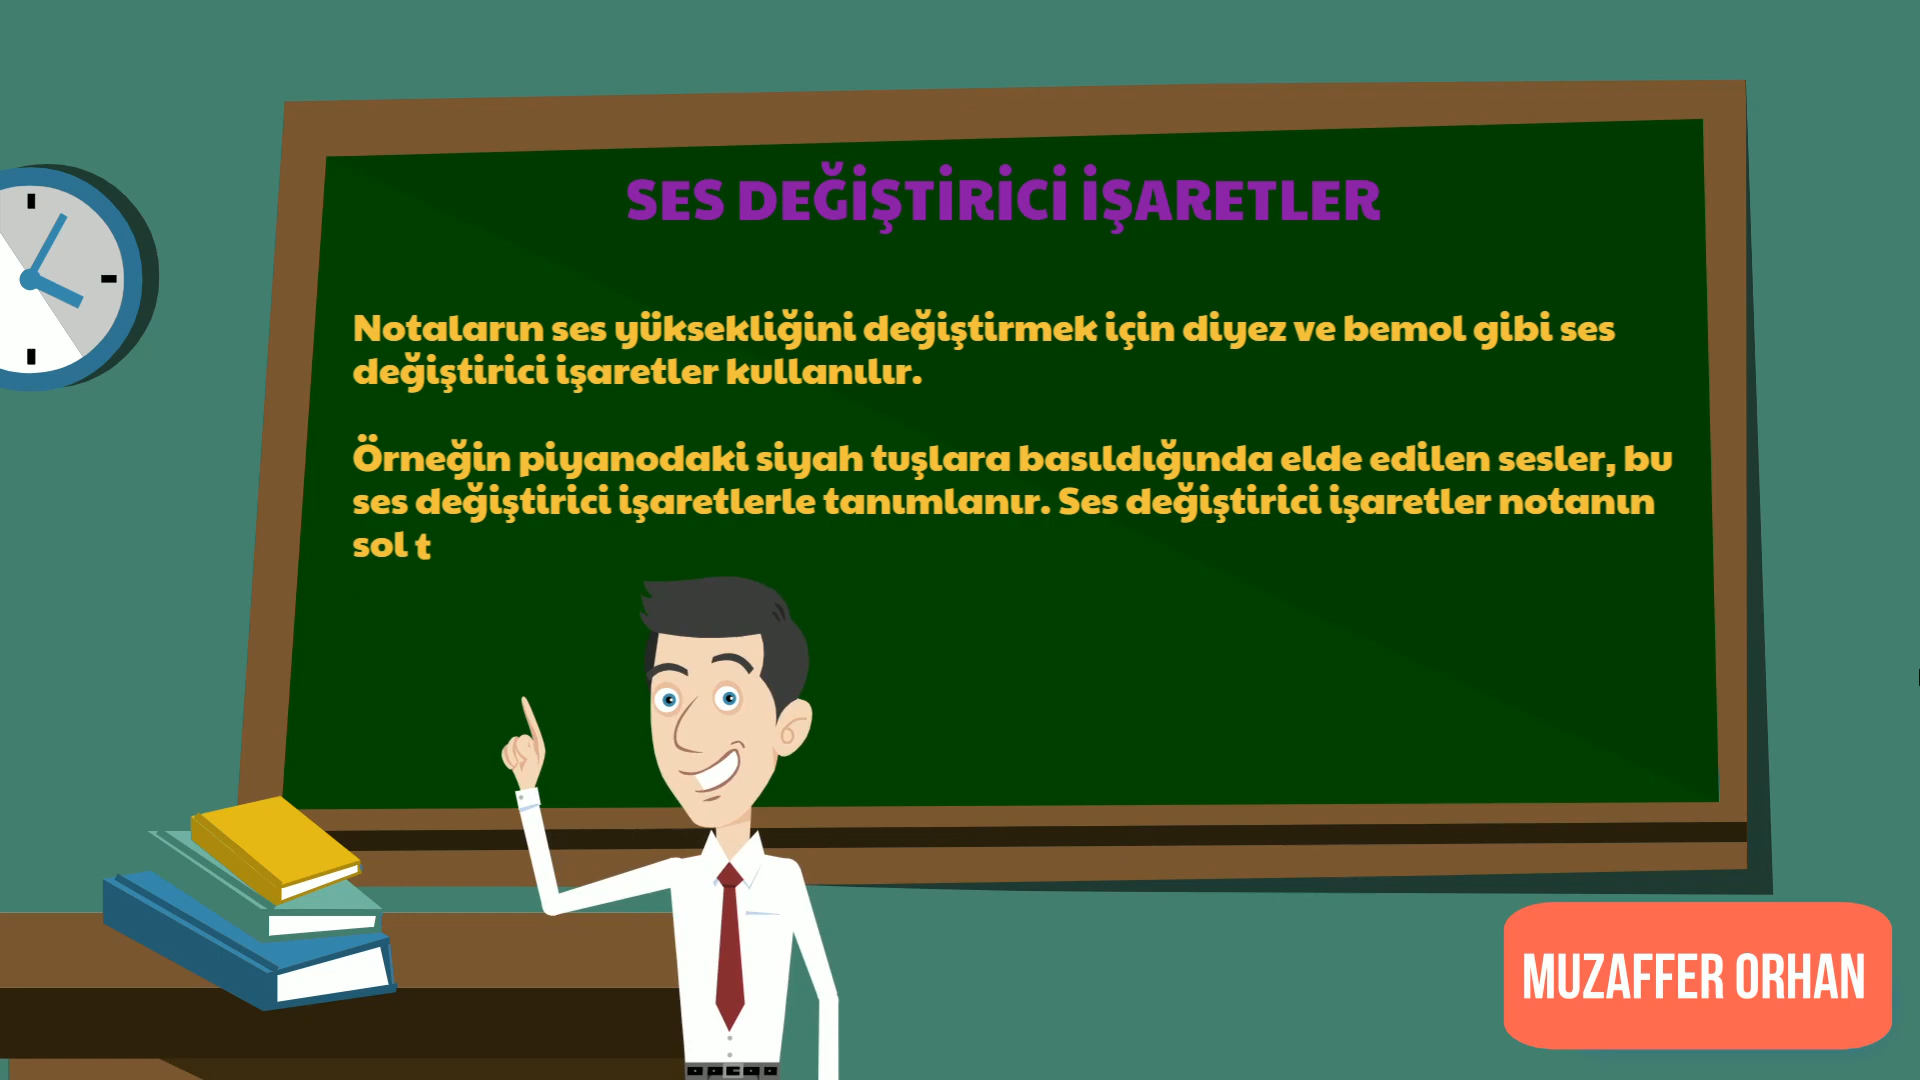 SES DEĞİŞTİRİCİ İŞARETLER
Notaların ses yüksekliğini değiştirmek için diyez ve bemol gibi ses
değiştirici işaretler kullanılır.
Örneğin piyanodaki siyah tuşlara basıldığında elde edilen sesler, bu
ses değiştirici işaretlerle tanımlanır. Ses değiştirici işaretler notanın
sol t
MUZAFFER ORHAN